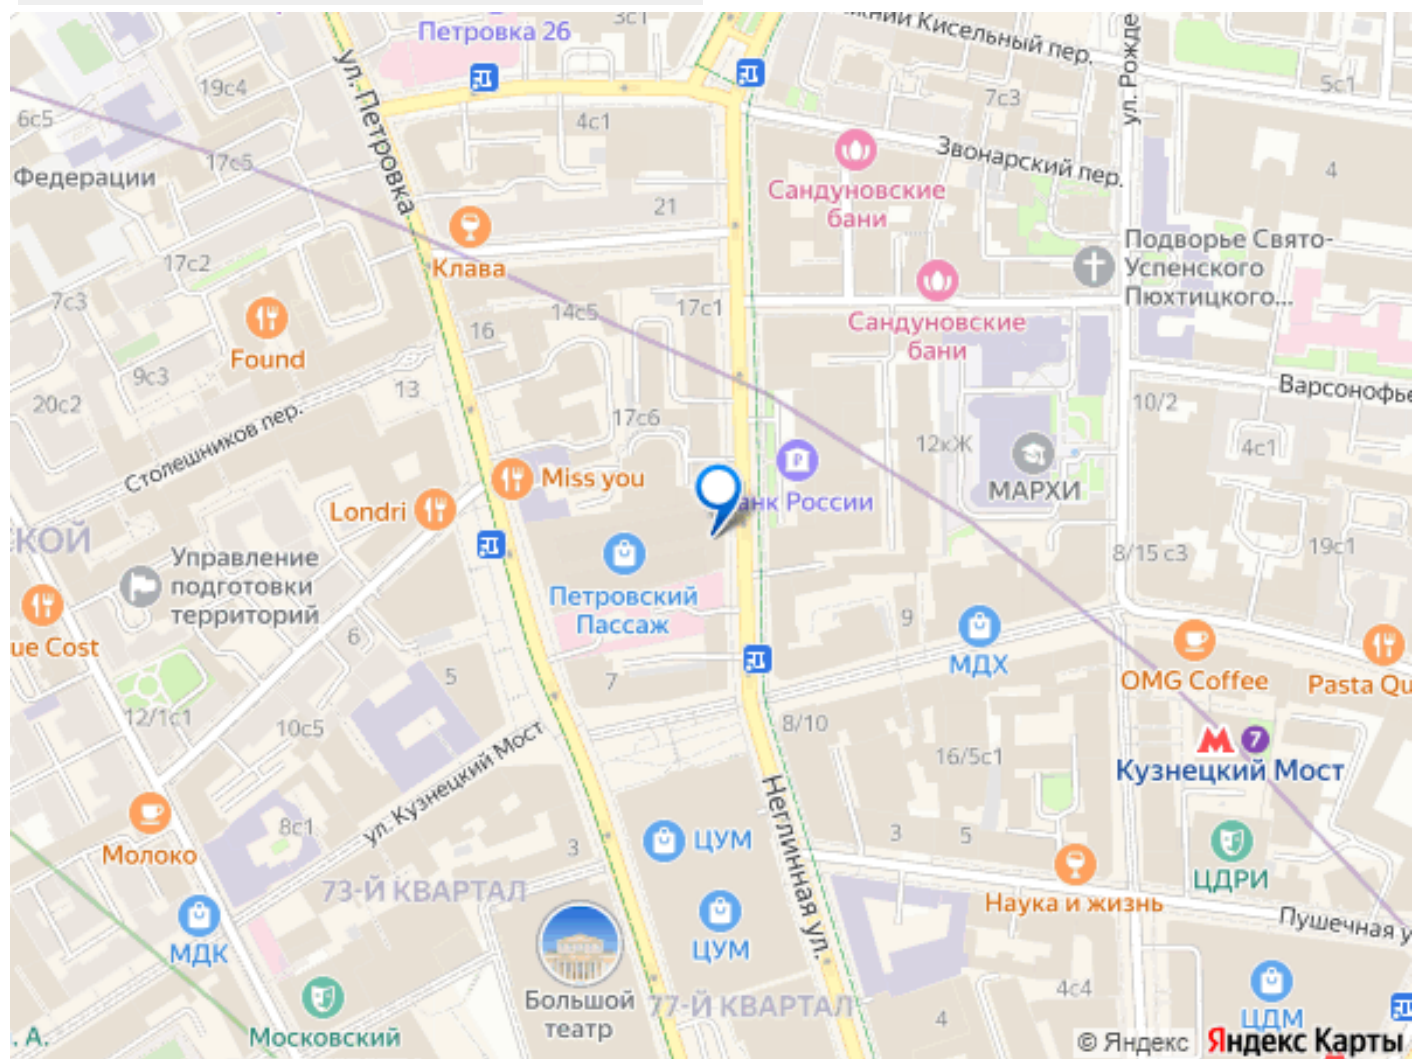 3с1
Петровка 26
Нижний Кисельный пер.
ул. Рожде
5с1
19с4
ул. Петровка
6с5
4с1
7с3
Звонарский пер.
17с5
Федерации
4
Сандуновские
бани
21
Подворье Свято-
Успенского
Пюхтицкого...
17с2
Клава
7с3
14с5
17с1
16
Сандуновские
бани
Found
9с3
13
20с2
Варсонофье
10/2
17с6
Столешников пер.
12кЖ
4с1
Miss you
МАРХИ
Londri
Банк России
СКОЙ
8/15 с3
19с1
Управление
подготовки
территорий
Петровский
Пассаж
9
6
ue Cost
МДХ
OMG Coffee
Pasta Qu
5
7
12/1с1
10с5
8/10
16/5с1
7
Кузнецкий Мост
ул. Кузнецкий Мост
Неглинная ул.
8с1
3
ЦУМ
3
5
Молоко
73-Й КВАРТАЛ
ЦДРИ
Наука и жизнь
Пушечная у
МДК
ЦУМ
Большой
театр
77-Й КВАРТАЛ
4с4
4
ЦДМ
. А.
Московский
© Яндекс
Яндекс Карты